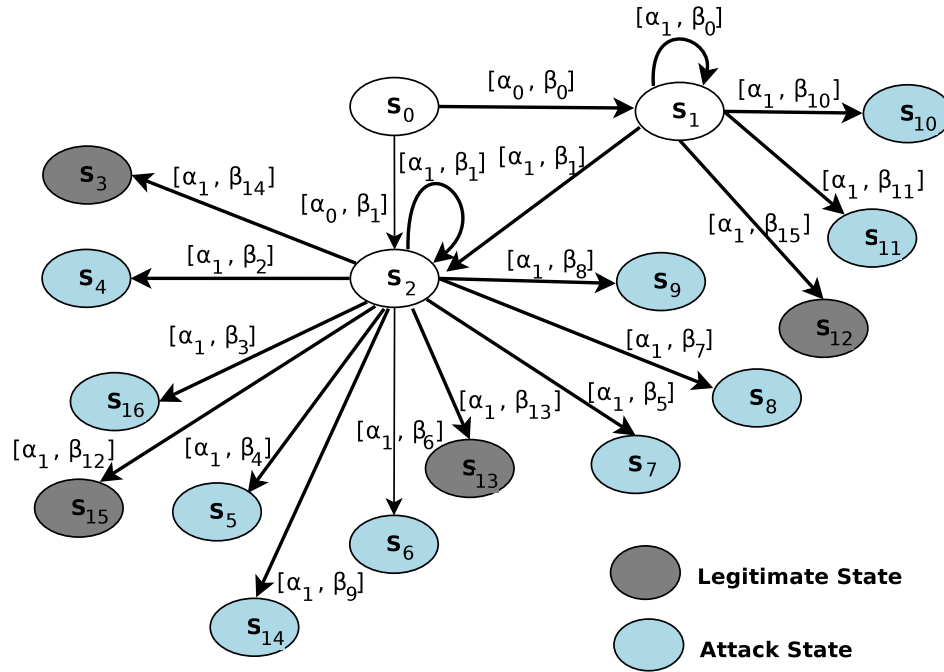 [α₁ , β₀]
[α₀ , β₀]
[α₁ , β₁₀]
S₀
S₁
S₁₀
[α₁ , β₁]
[α₁ , β₁]
S₃
[α₁ , β₁₄]
[α₁ , β₁₁]
[α₀ , β₁]
[α₁ , β₁₅]
S₁₁
[α₁ , β₂]
[α₁ , β₈]
S₄
S₂
S₉
[α₁ , β₃]
[α₁ , β₇]
S₁₂
[α₁ , β₁₃]
[α₁ , β₅]
S₁₆
S₈
[α₁ , β₁₂]
[α₁ , β₄]
[α₁ , β₆]
S₁₃
S₇
S₁₅
S₅
S₆
[α₁ , β₉]
Legitimate State
S₁₄
Attack State